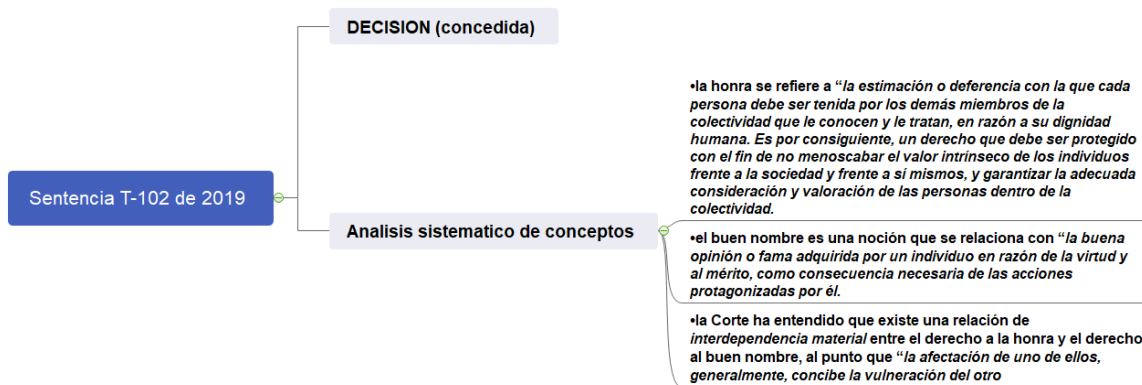 DECISION (concedida)
•la honra se refiere a “la estimación o deferencia con la que cada
persona debe ser tenida por los demás miembros de la
colectividad que le conocen y le tratan, en razón a su dignidad
humana. Es por consiguiente, un derecho que debe ser protegido
con el fin de no menoscabar el valor intrínseco de los individuos
frente a la sociedad y frente a sí mismos, y garantizar la adecuada
consideración y valoración de las personas dentro de la
colectividad.
Sentencia T-102 de 2019
Analisis sistematico de conceptos
•el buen nombre es una noción que se relaciona con “la buena
opinión o fama adquirida por un individuo en razón de la virtud y
al mérito, como consecuencia necesaria de las acciones
protagonizadas por él.
•la Corte ha entendido que existe una relación de
interdependencia material entre el derecho a la honra y el derecho
al buen nombre, al punto que “la afectación de uno de ellos,
generalmente, concibe la vulneración del otro